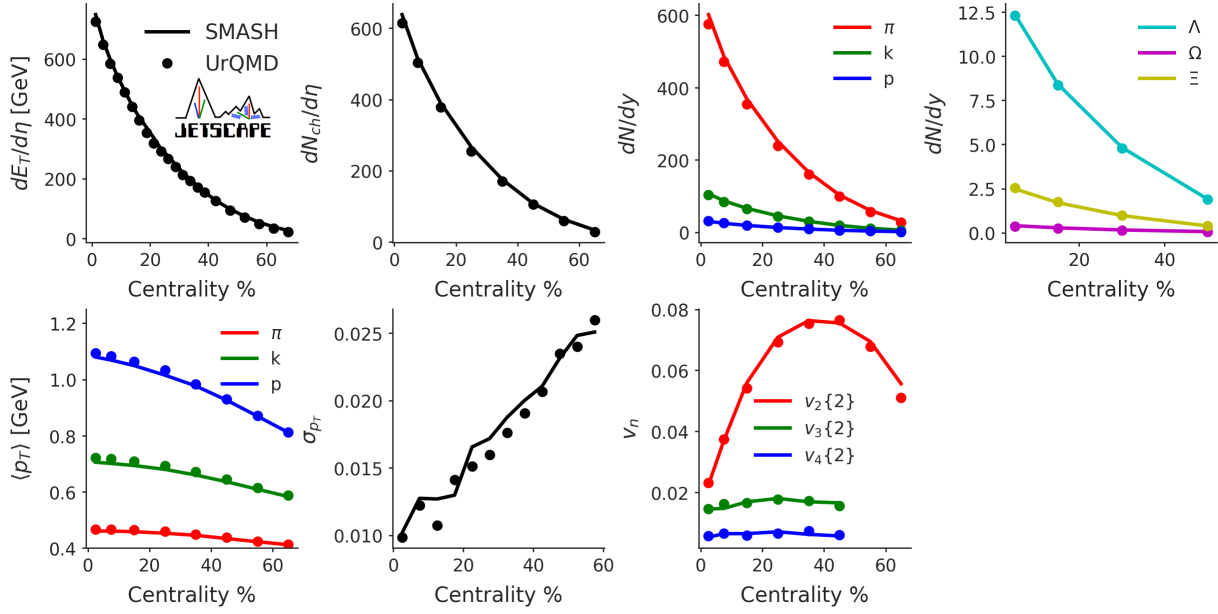 dE_T/dη [GeV]
600
400
200
0
0 20 40 60
Centrality %
SMASH
UrQMD
JETSCAPE
dN_ch/dη
600
400
200
0
0 20 40 60
Centrality %
dN/dy
600
400
200
0
0 20 40 60
Centrality %
π
k
p
dN/dy
12.5
10.0
7.5
5.0
2.5
0.0
20 40
Centrality %
Λ
Ω
Ξ
⟨p_T⟩ [GeV]
1.2
1.0
0.8
0.6
0.4
0 20 40 60
Centrality %
π
k
p
σ_{p_T}
0.025
0.020
0.015
0.010
0 20 40 60
Centrality %
v_n
0.08
0.06
0.04
0.02
0 20 40 60
Centrality %
v_2{2}
v_3{2}
v_4{2}